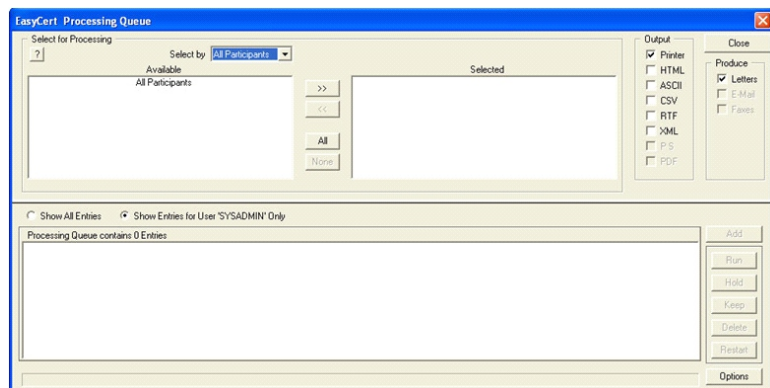 EasyCert Processing Queue
Select for Processing
?
Select by All Participants
Available
All Participants
>>
<<
All
None
Selected
Output
Printer
HTML
ASCII
CSV
RTF
XML
P S
PDF
Close
Produce
Letters
E-Mail
Faxes
Show All Entries
Show Entries for User 'SYSADMIN' Only
Processing Queue contains 0 Entries
Add
Run
Hold
Keep
Delete
Restart
Options